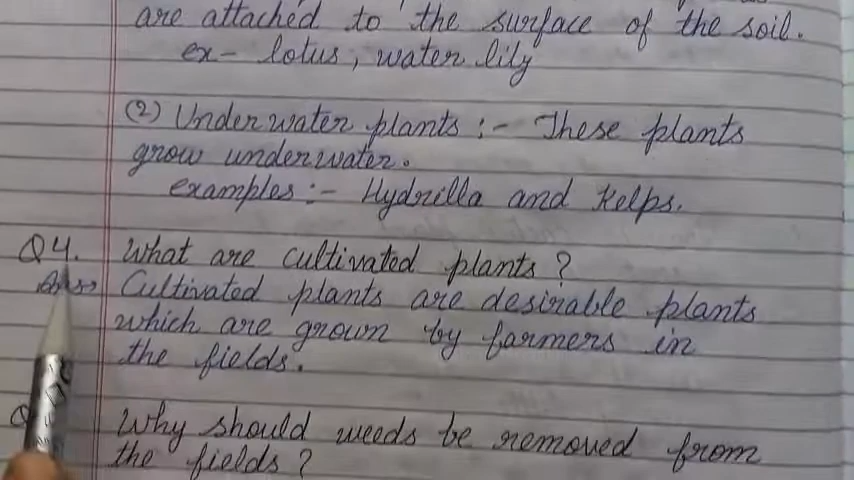 are attached to the surface of the soil.
ex- lotus, water lily
(2) Underwater plants :- These plants
grow underwater.
examples :- Hydrilla and Kelps.
Q4. What are cultivated plants ?
Ans Cultivated plants are desirable plants
which are grown by farmers in
the fields.
Q Why should weeds be removed from
the fields ?